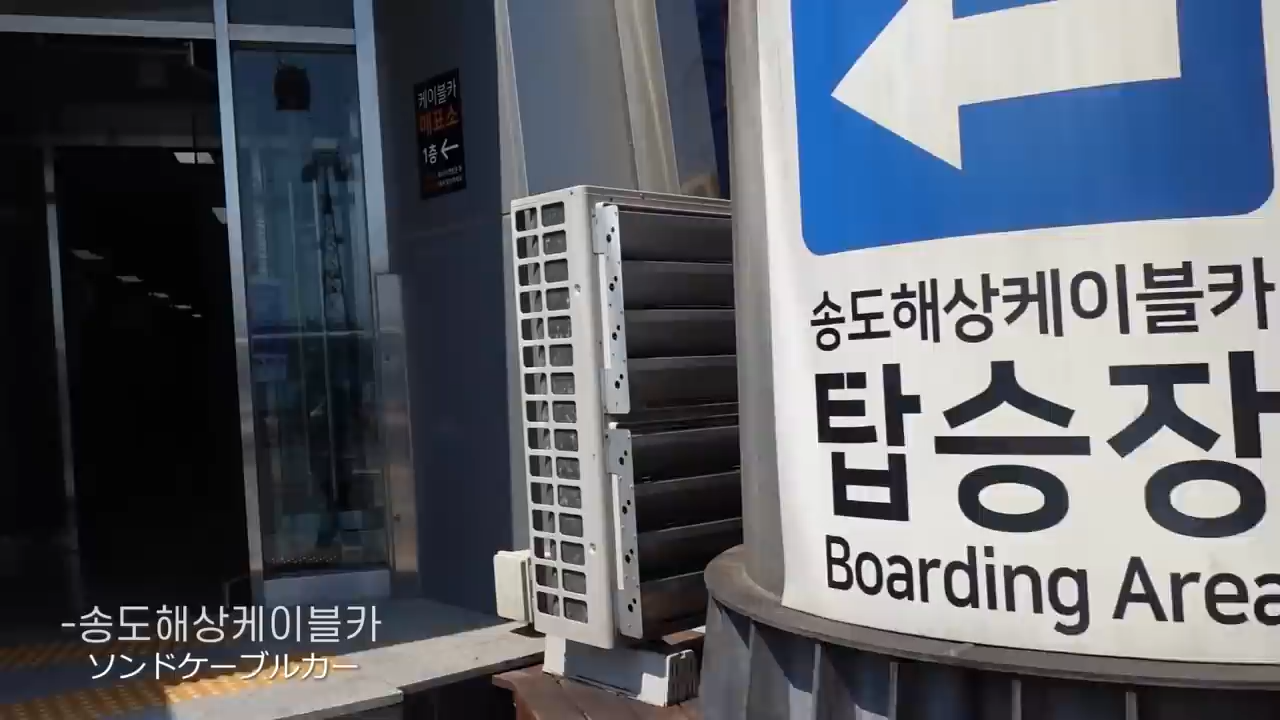 케이블카
매표소
1층 ←
송도해상케이블카
탑승장
Boarding Area
-송도해상케이블카
ソンドケーブルカー